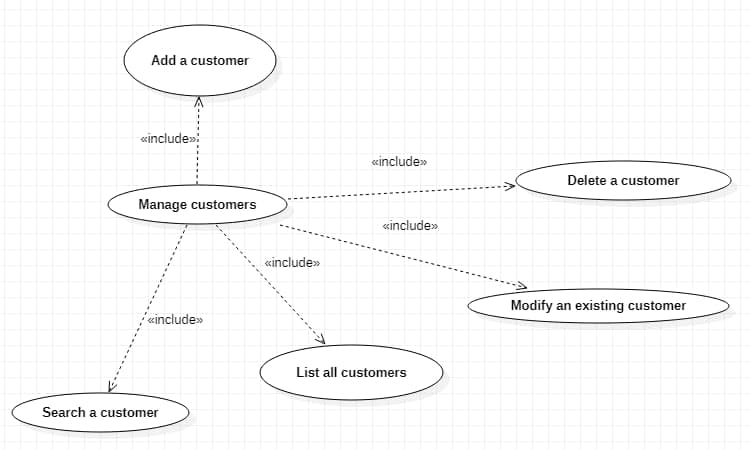 Add a customer
«include»
«include»
Delete a customer
Manage customers
«include»
«include»
Modify an existing customer
«include»
List all customers
Search a customer